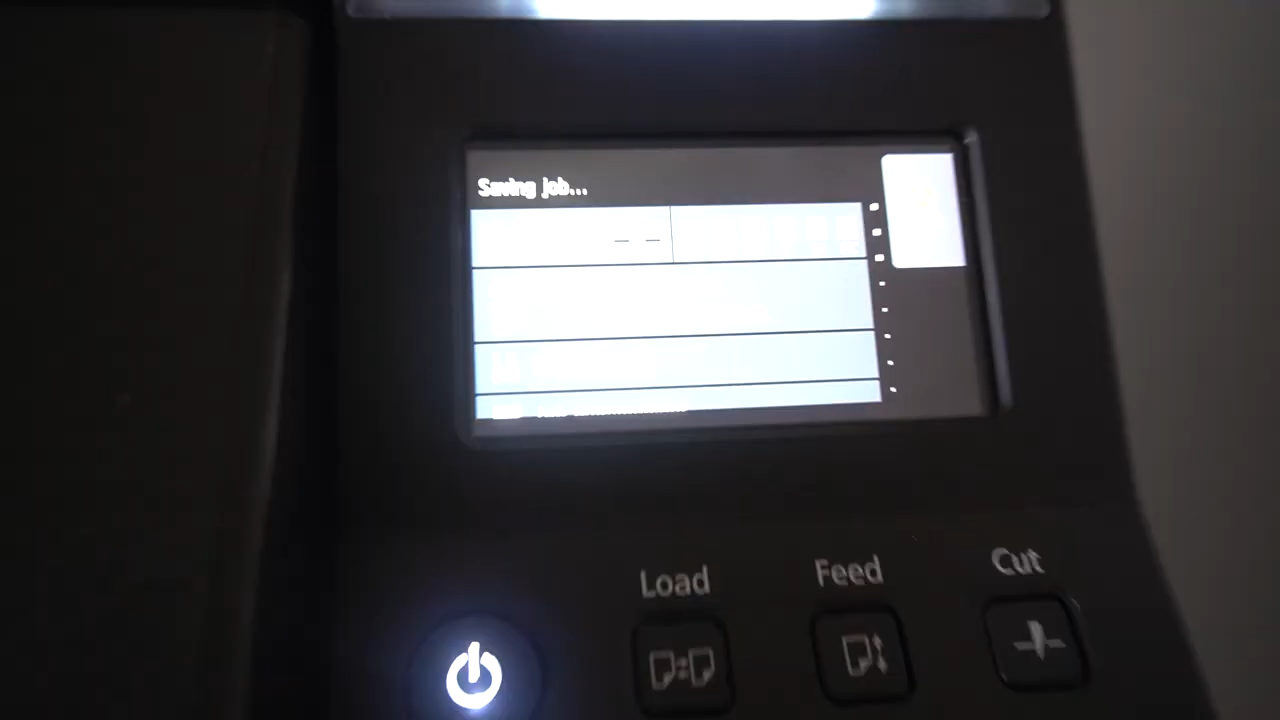 Saving job...
– –
Load
Feed
Cut